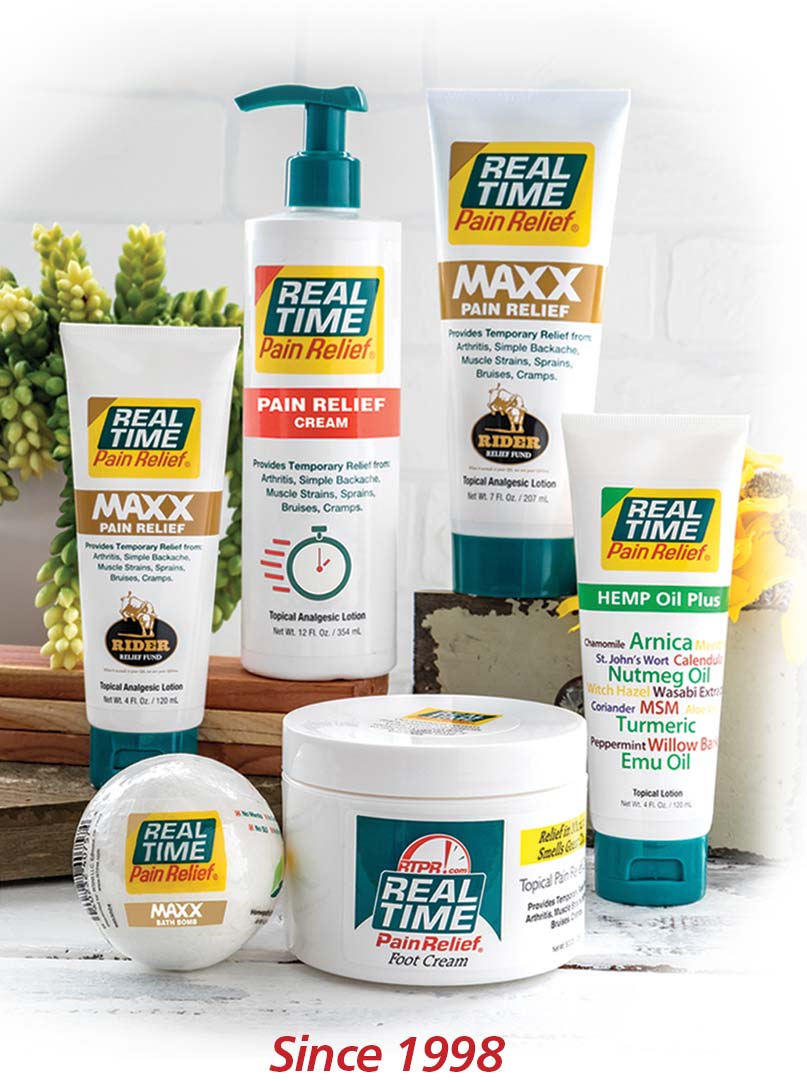 REAL
TIME
Pain Relief®
MAXX
PAIN RELIEF
Provides Temporary Relief from:
Arthritis, Simple Backache,
Muscle Strains, Sprains,
Bruises, Cramps.
RIDER
RELIEF FUND
Topical Analgesic Lotion
Net Wt. 7 Fl. Oz. / 207 mL
REAL
TIME
Pain Relief®
PAIN RELIEF
CREAM
Provides Temporary Relief from:
Arthritis, Simple Backache,
Muscle Strains, Sprains,
Bruises, Cramps.
Topical Analgesic Lotion
Net Wt. 12 Fl. Oz. / 354 mL
REAL
TIME
Pain Relief®
MAXX
PAIN RELIEF
Provides Temporary Relief from:
Arthritis, Simple Backache,
Muscle Strains, Sprains,
Bruises, Cramps.
RIDER
RELIEF FUND
Topical Analgesic Lotion
Net Wt. 4 Fl. Oz. / 120 mL
REAL
TIME
Pain Relief®
HEMP Oil Plus
Chamomile Arnica
St. John's Wort Calendula
Nutmeg Oil
Witch Hazel Wasabi
Coriander MSM Aloe
Turmeric
Peppermint Willow
Emu Oil
Topical Lotion
Net Wt. 4 Fl. Oz. / 120 mL
REAL
TIME
Pain Relief®
MAXX
BATH BOMB
RTPR.com
REAL
TIME
Pain Relief®
Foot Cream
Relief in
Smells
Topical Pain
Provides
Arthritis, Muscle
Since 1998